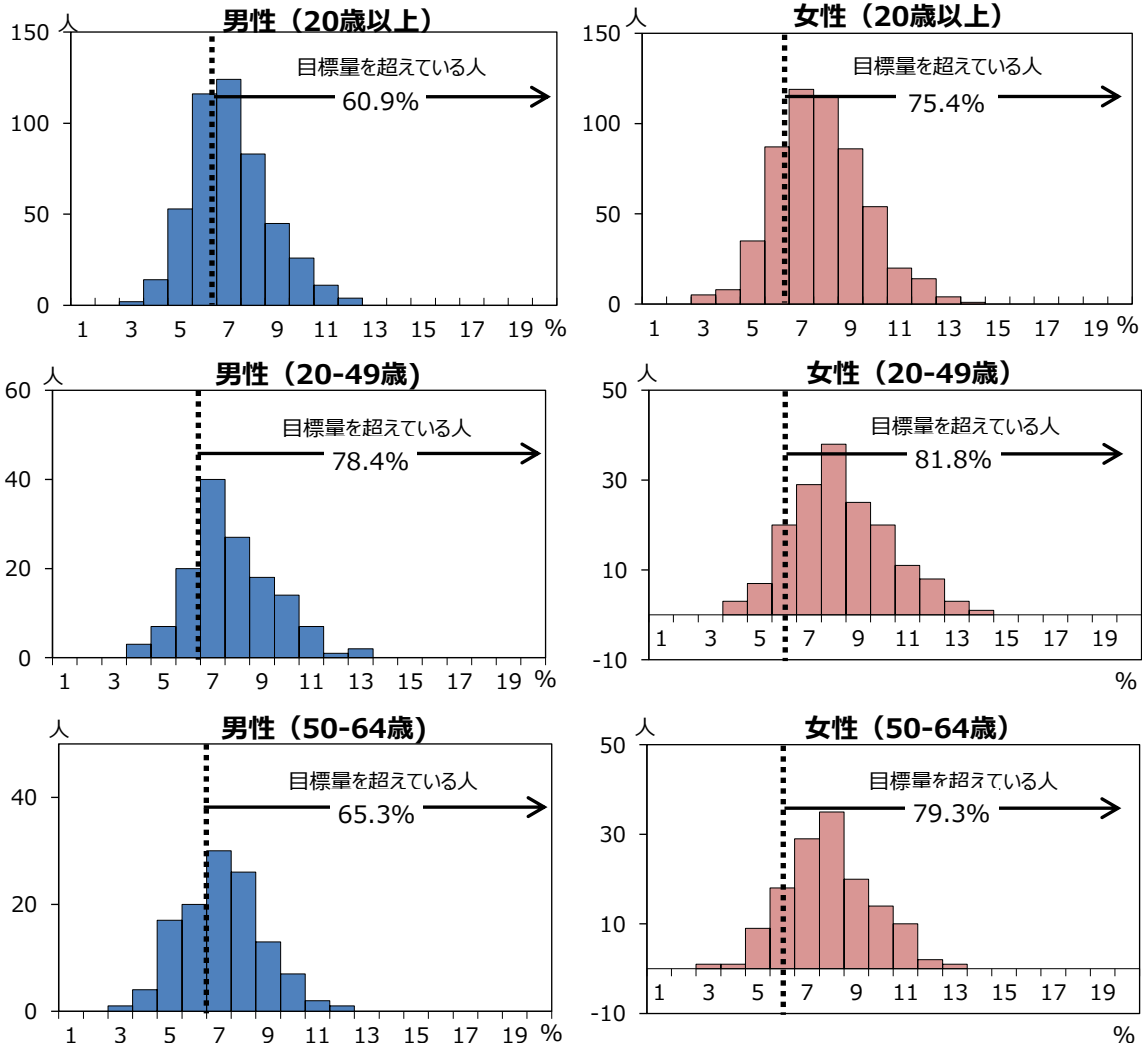 男性（20歳以上）
人
150
100
50
0
目標量を超えている人
60.9%
1 3 5 7 9 11 13 15 17 19 %
女性（20歳以上）
人
150
100
50
0
目標量を超えている人
75.4%
1 3 5 7 9 11 13 15 17 19 %
男性（20-49歳)
人
60
40
20
0
目標量を超えている人
78.4%
1 3 5 7 9 11 13 15 17 19 %
女性（20-49歳）
人
50
30
10
-10
目標量を超えている人
81.8%
1 3 5 7 9 11 13 15 17 19
%
男性（50-64歳)
人
40
20
0
目標量を超えている人
65.3%
1 3 5 7 9 11 13 15 17 19 %
女性（50-64歳）
人
50
30
10
-10
目標量を超えている人
79.3%
1 3 5 7 9 11 13 15 17 19
%